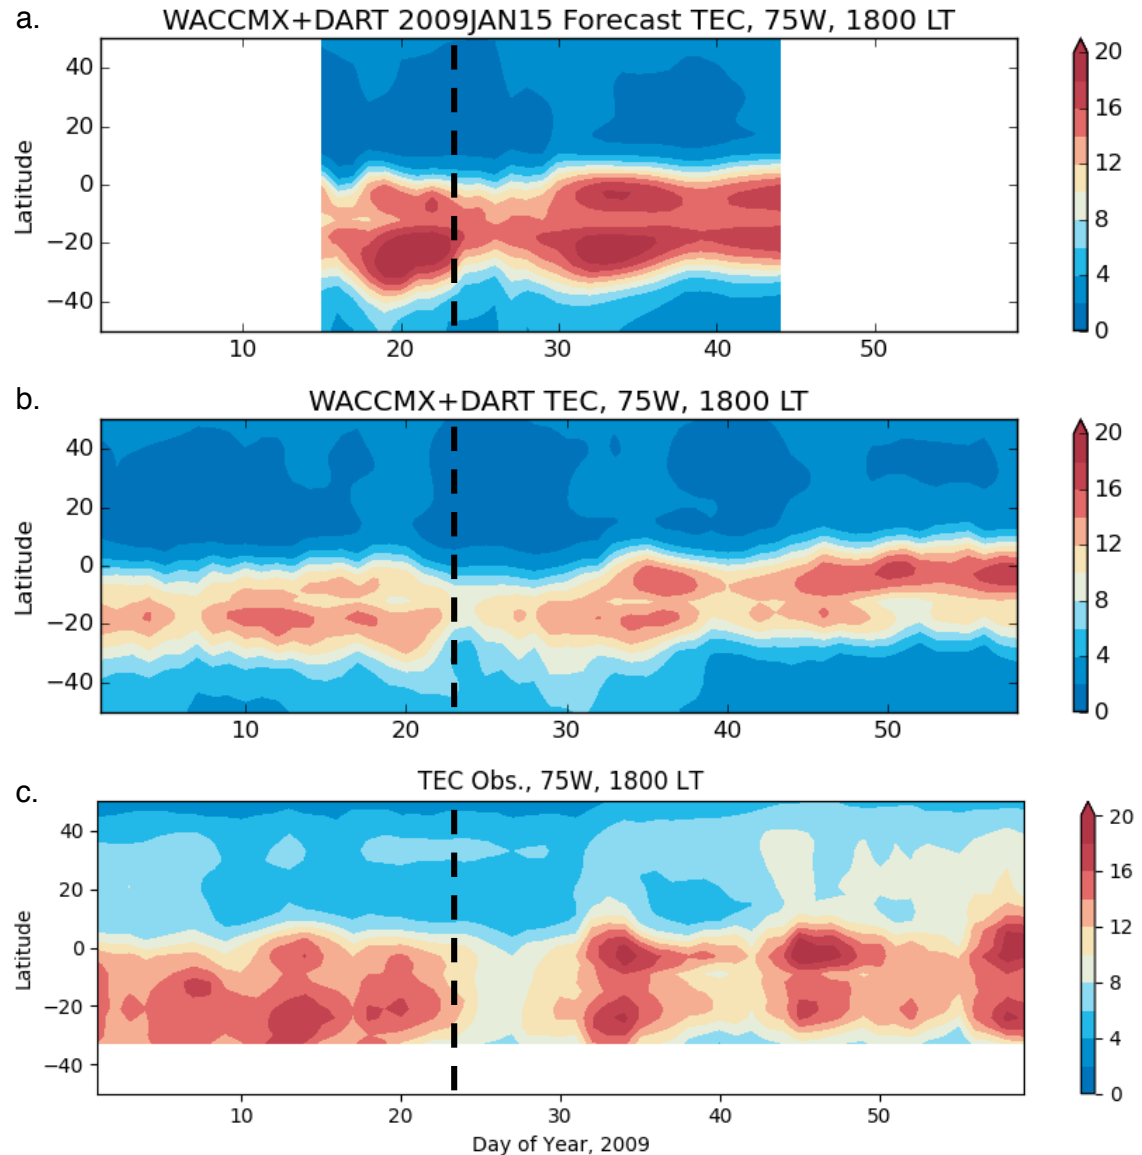 a.
WACCMX+DART 2009JAN15 Forecast TEC, 75W, 1800 LT
Latitude
40
20
0
−20
−40
10 20 30 40 50
20
16
12
8
4
0
b.
WACCMX+DART TEC, 75W, 1800 LT
Latitude
40
20
0
−20
−40
10 20 30 40 50
20
16
12
8
4
0
c.
TEC Obs., 75W, 1800 LT
Latitude
40
20
0
−20
−40
10 20 30 40 50
Day of Year, 2009
20
16
12
8
4
0